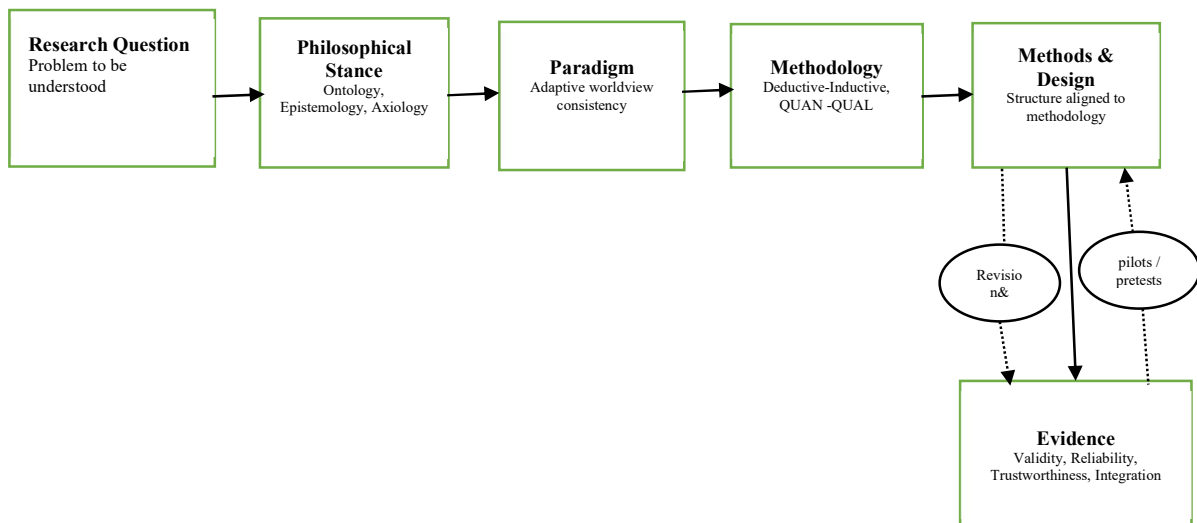 Research Question
Problem to be
understood
Philosophical
Stance
Ontology,
Epistemology, Axiology
Paradigm
Adaptive worldview
consistency
Methodology
Deductive-Inductive,
QUAN -QUAL
Methods &
Design
Structure aligned to
methodology
Revisio
n&
pilots /
pretests
Evidence
Validity, Reliability,
Trustworthiness, Integration